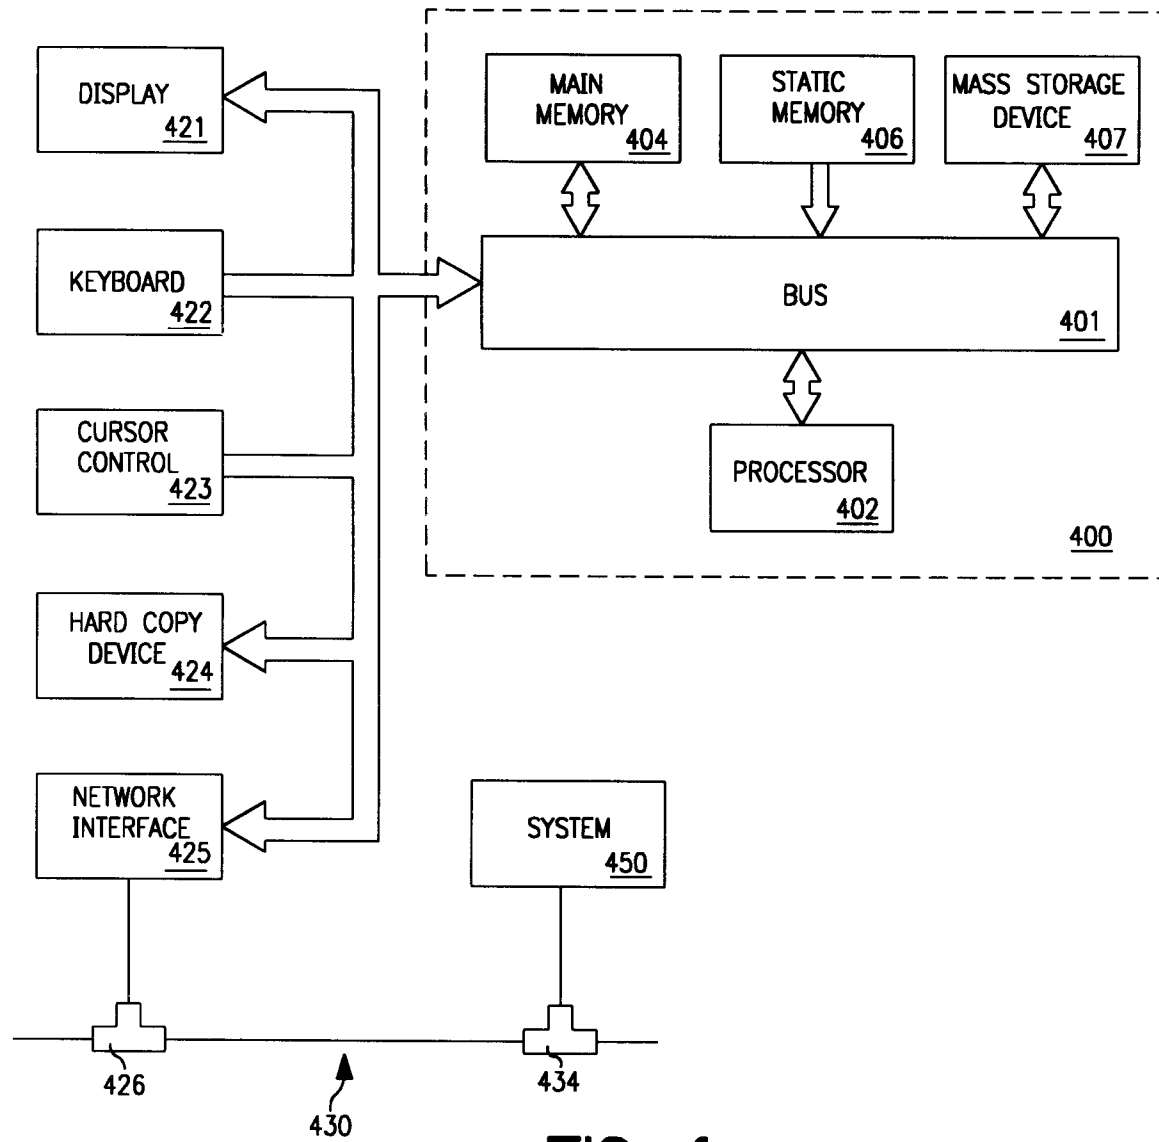 DISPLAY
421
KEYBOARD
422
CURSOR
CONTROL
423
HARD COPY
DEVICE
424
NETWORK
INTERFACE
425
MAIN
MEMORY
404
STATIC
MEMORY
406
MASS STORAGE
DEVICE
407
BUS
401
PROCESSOR
402
400
SYSTEM
450
426
430
434